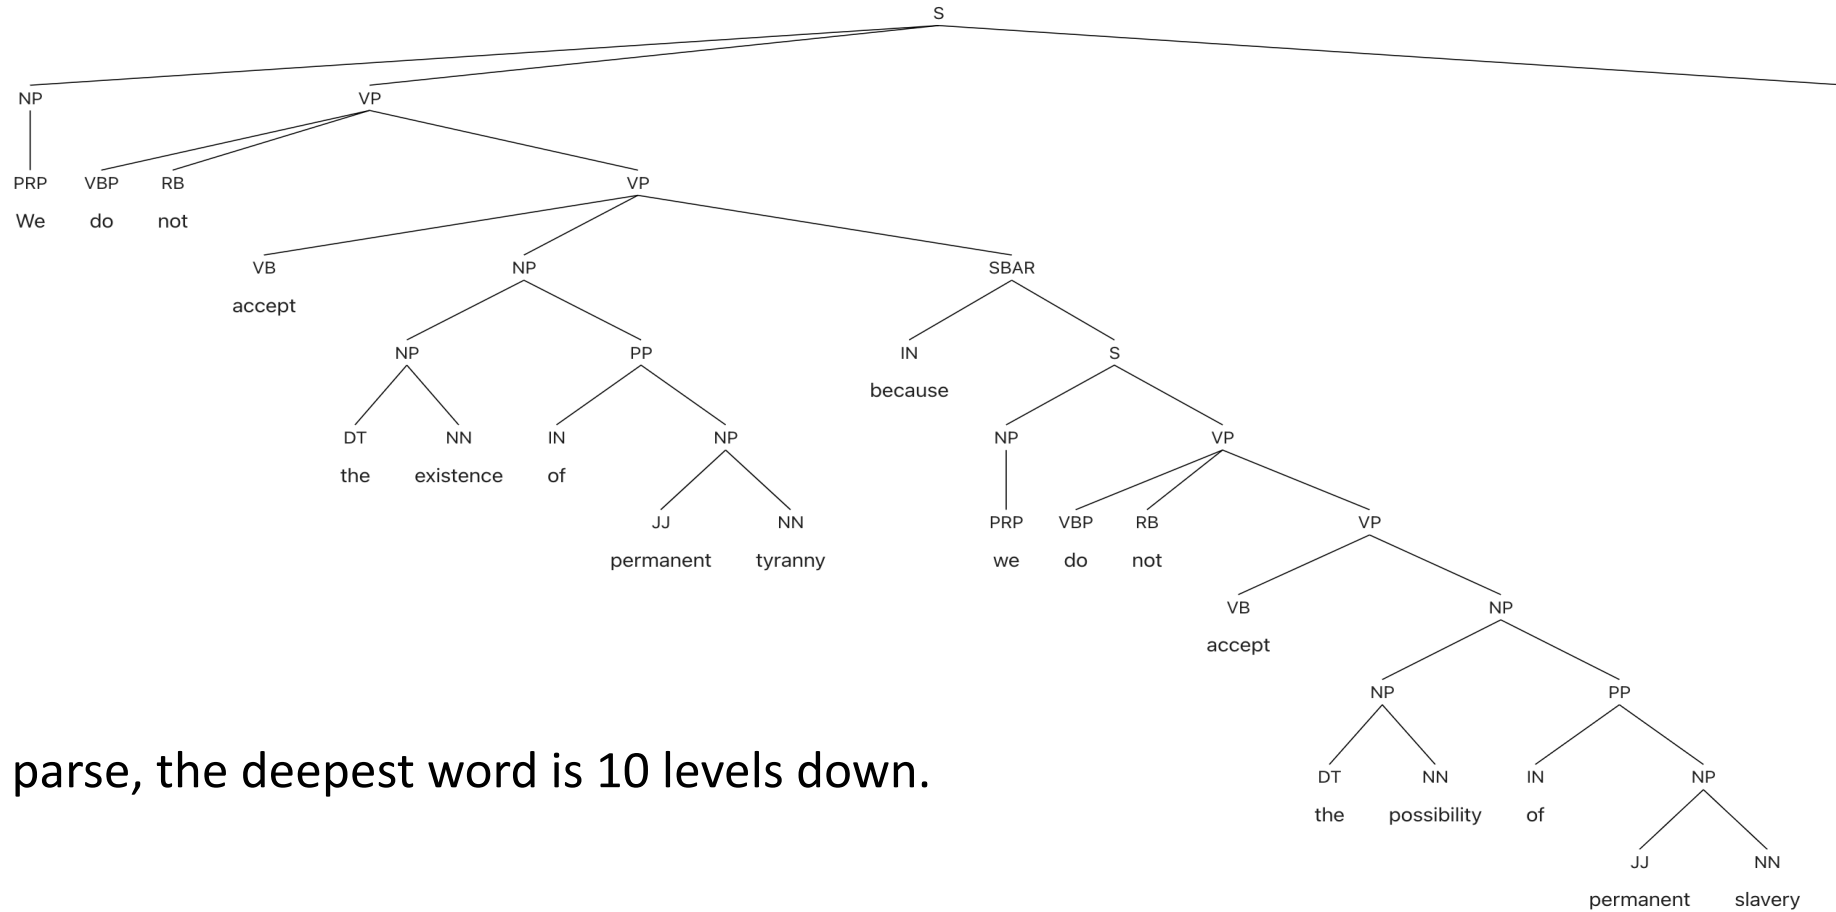 S
NP VP
PRP VBP RB VP
We do not
VB NP SBAR
accept
NP PP IN S
because
DT NN IN NP NP VP
the existence of
JJ NN PRP VBP RB VP
permanent tyranny we do not
VB NP
accept
NP PP
parse, the deepest word is 10 levels down.
DT NN IN NP
the possibility of
JJ NN
permanent slavery